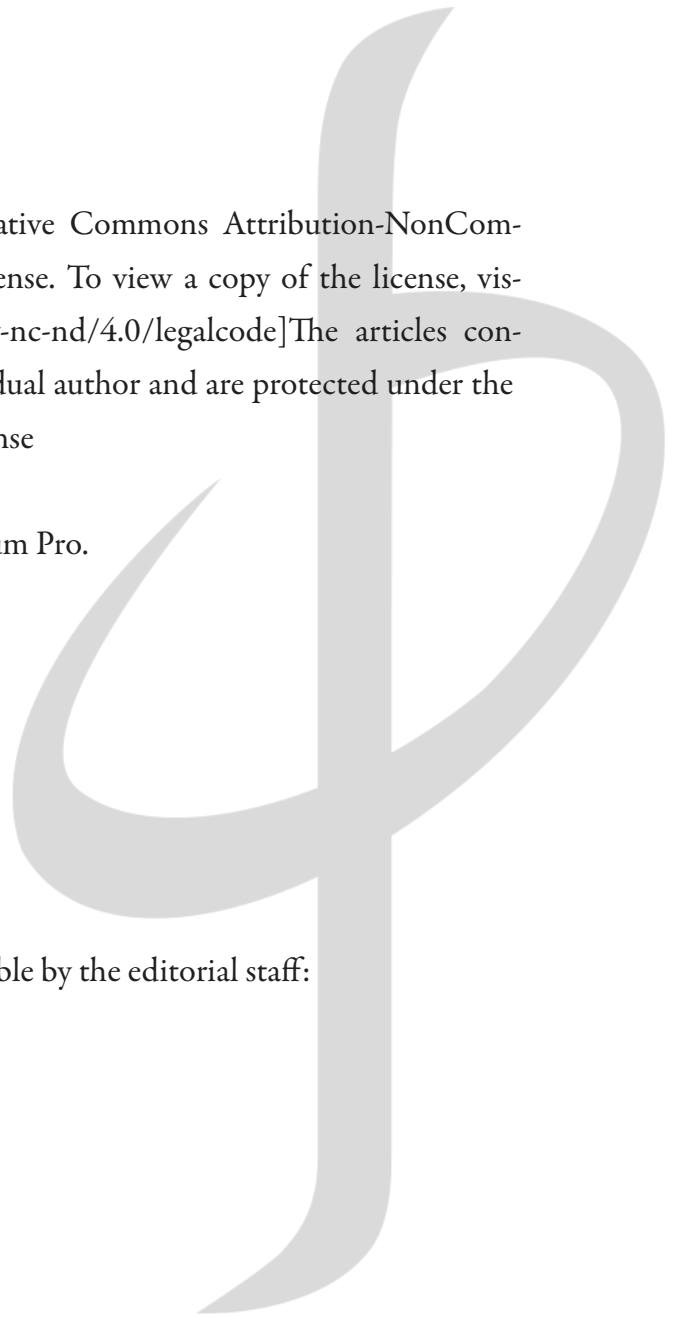 ative Commons Attribution-NonCom-
ense. To view a copy of the license, vis-
-nc-nd/4.0/legalcode]The articles con-
dual author and are protected under the
nse
um Pro.
ble by the editorial staff: